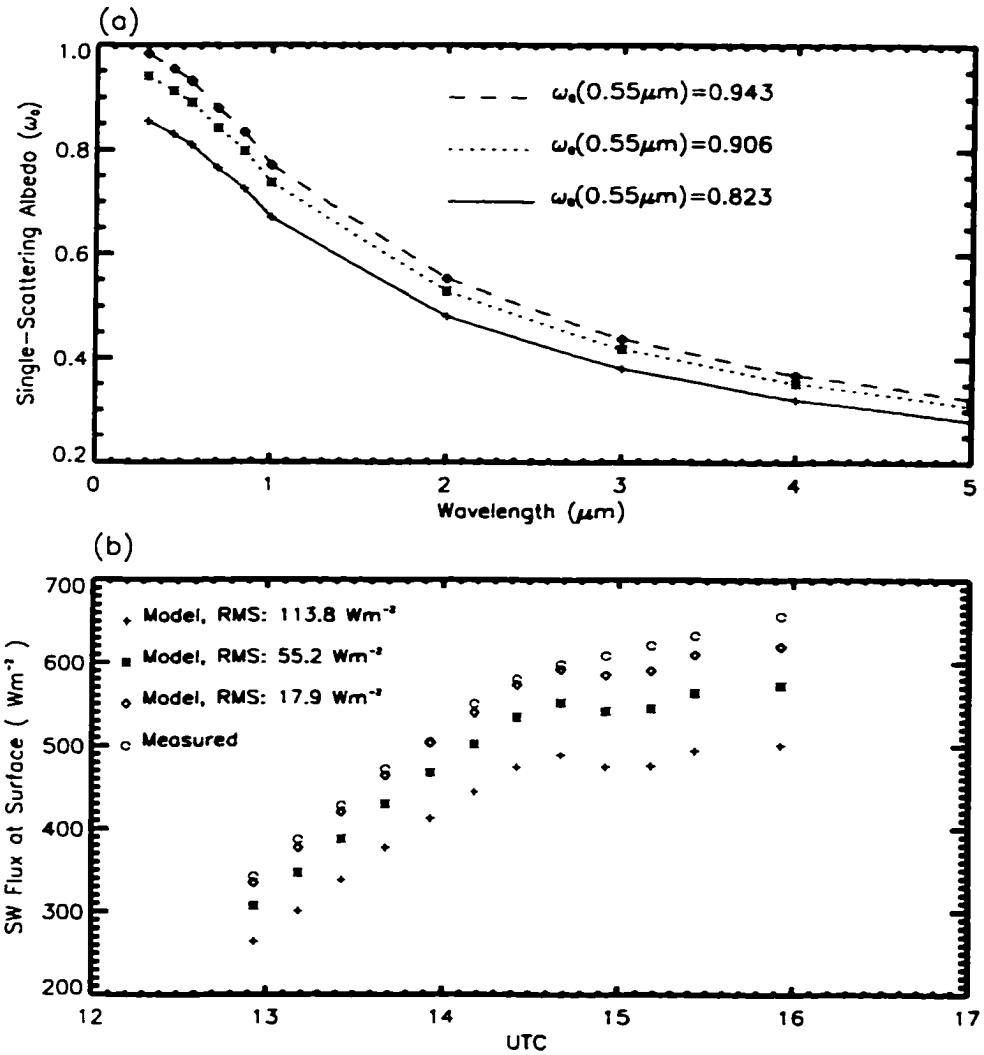 (a)
1.0
0.8
0.6
0.4
0.2
Single-Scattering Albedo (ω₀)
ω₀(0.55μm)=0.943
ω₀(0.55μm)=0.906
ω₀(0.55μm)=0.823
0 1 2 3 4 5
Wavelength (μm)
(b)
700
600
500
400
300
200
SW Flux at Surface ( Wm⁻²)
Model, RMS: 113.8 Wm⁻²
Model, RMS: 55.2 Wm⁻²
Model, RMS: 17.9 Wm⁻²
Measured
12 13 14 15 16 17
UTC